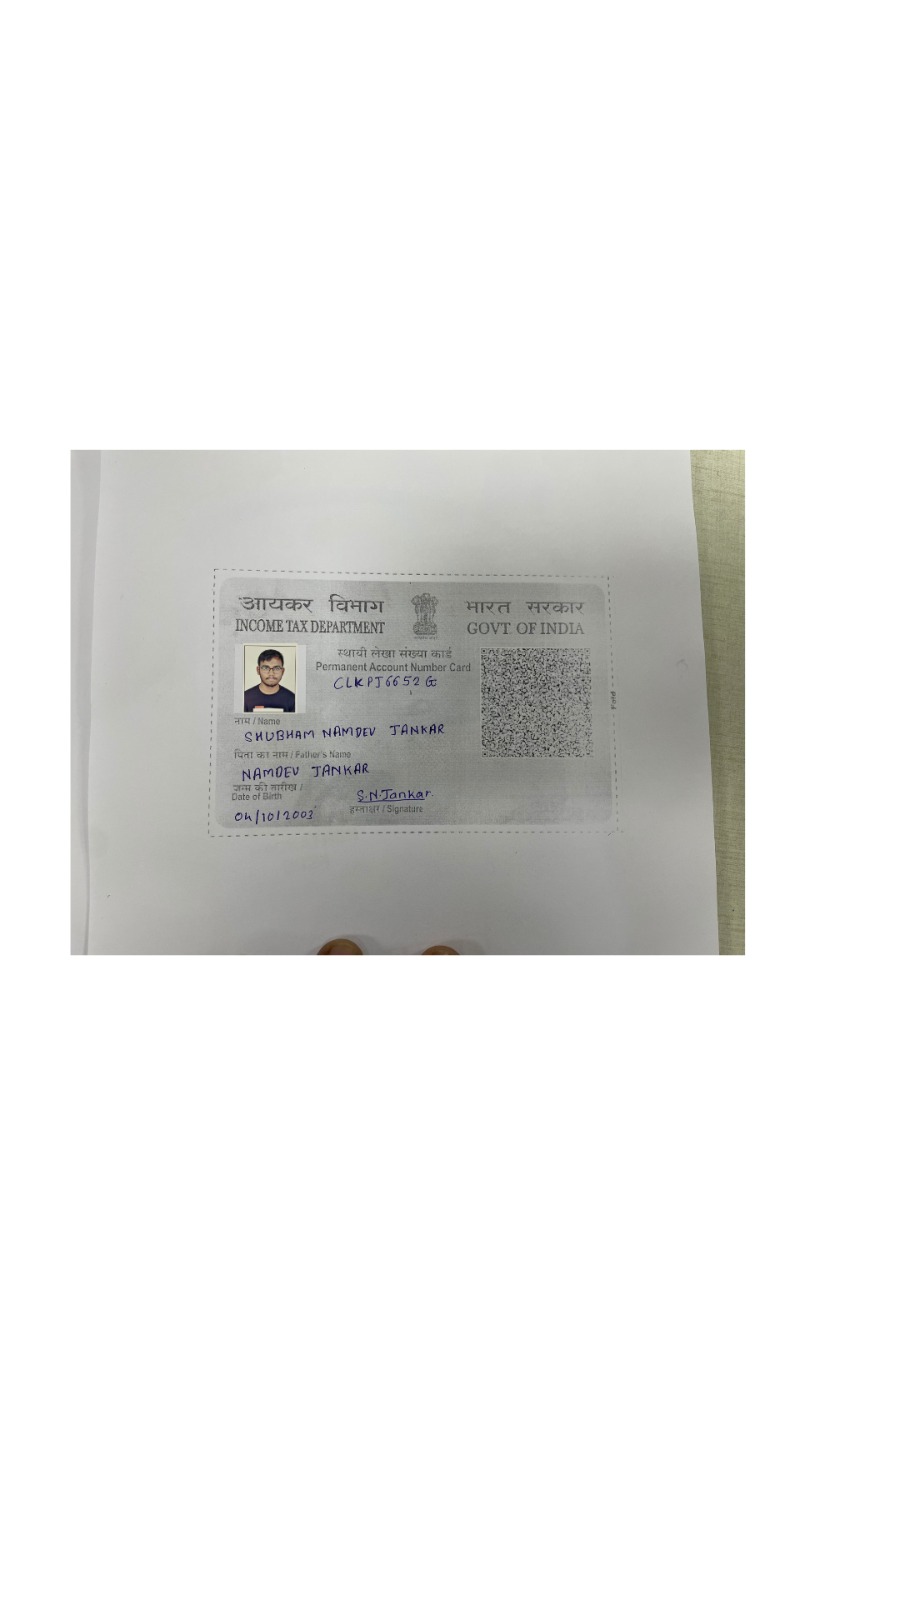 आयकर विभाग
INCOME TAX DEPARTMENT
भारत सरकार
GOVT. OF INDIA
स्थायी लेखा संख्या कार्ड
Permanent Account Number Card
CLKPJ6652G
नाम / Name
SHUBHAM NAMDEV JANKAR
पिता का नाम / Father's Name
NAMDEV JANKAR
जन्म की तारीख /
Date of Birth
04/10/2003
S.N.Jankar.
हस्ताक्षर / Signature